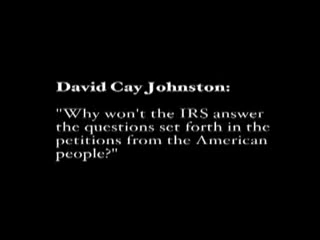 David Cay Johnston:
"Why won't the IRS answer
the questions set forth in the
petitions from the American
people?"